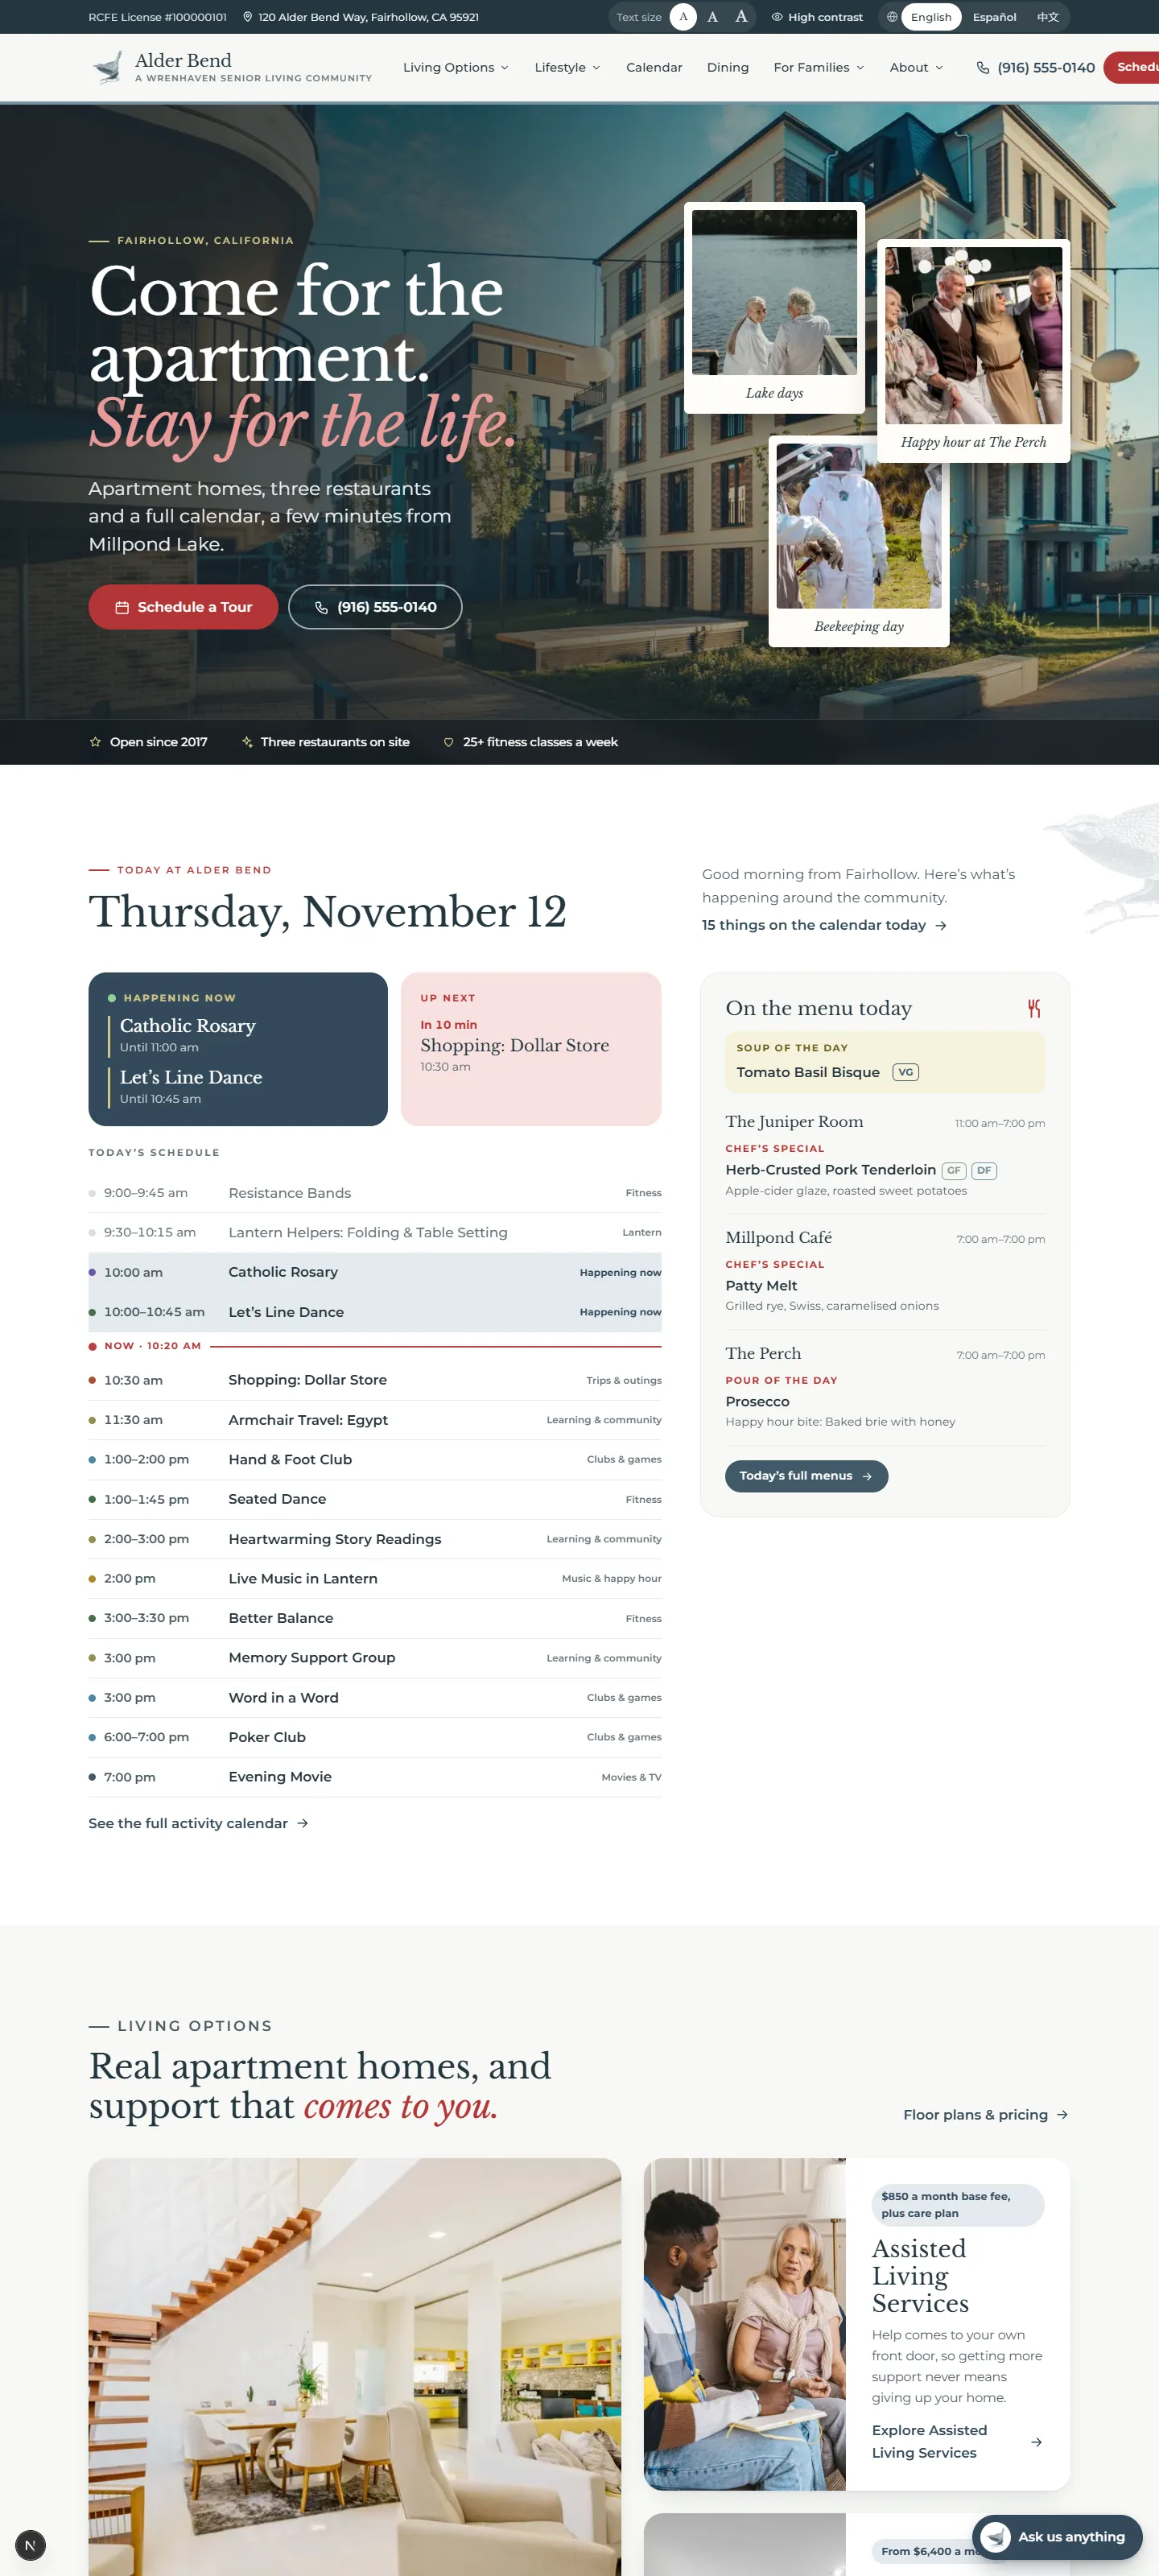 RCFE License #100000101
120 Alder Bend Way, Fairhollow, CA 95921
Text size A A A
High contrast
English Español 中文
Alder Bend
A WRENHAVEN SENIOR LIVING COMMUNITY
Living Options
Lifestyle
Calendar
Dining
For Families
About
(916) 555-0140
FAIRHOLLOW, CALIFORNIA
Come for the
apartment.
Stay for the life.
Apartment homes, three restaurants
and a full calendar, a few minutes from
Millpond Lake.
Schedule a Tour
(916) 555-0140
Lake days
Happy hour at The Perch
Beekeeping day
Open since 2017
Three restaurants on site
25+ fitness classes a week
TODAY AT ALDER BEND
Thursday, November 12
Good morning from Fairhollow. Here’s what’s
happening around the community.
15 things on the calendar today
HAPPENING NOW
Catholic Rosary
Until 11:00 am
Let’s Line Dance
Until 10:45 am
UP NEXT
In 10 min
Shopping: Dollar Store
10:30 am
TODAY’S SCHEDULE
9:00–9:45 am Resistance Bands Fitness
9:30–10:15 am Lantern Helpers: Folding & Table Setting Lantern
10:00 am Catholic Rosary Happening now
10:00–10:45 am Let’s Line Dance Happening now
NOW · 10:20 AM
10:30 am Shopping: Dollar Store Trips & outings
11:30 am Armchair Travel: Egypt Learning & community
1:00–2:00 pm Hand & Foot Club Clubs & games
1:00–1:45 pm Seated Dance Fitness
2:00–3:00 pm Heartwarming Story Readings Learning & community
2:00 pm Live Music in Lantern Music & happy hour
3:00–3:30 pm Better Balance Fitness
3:00 pm Memory Support Group Learning & community
3:00 pm Word in a Word Clubs & games
6:00–7:00 pm Poker Club Clubs & games
7:00 pm Evening Movie Movies & TV
See the full activity calendar
On the menu today
SOUP OF THE DAY
Tomato Basil Bisque VG
The Juniper Room 11:00 am–7:00 pm
CHEF’S SPECIAL
Herb-Crusted Pork Tenderloin GF DF
Apple-cider glaze, roasted sweet potatoes
Millpond Café 7:00 am–7:00 pm
CHEF’S SPECIAL
Patty Melt
Grilled rye, Swiss, caramelised onions
The Perch 7:00 am–7:00 pm
POUR OF THE DAY
Prosecco
Happy hour bite: Baked brie with honey
Today’s full menus
LIVING OPTIONS
Real apartment homes, and
support that comes to you.
Floor plans & pricing
$850 a month base fee,
plus care plan
Assisted
Living
Services
Help comes to your own
front door, so getting more
support never means
giving up your home.
Explore Assisted
Living Services
From $6,400 a
N
Ask us anything